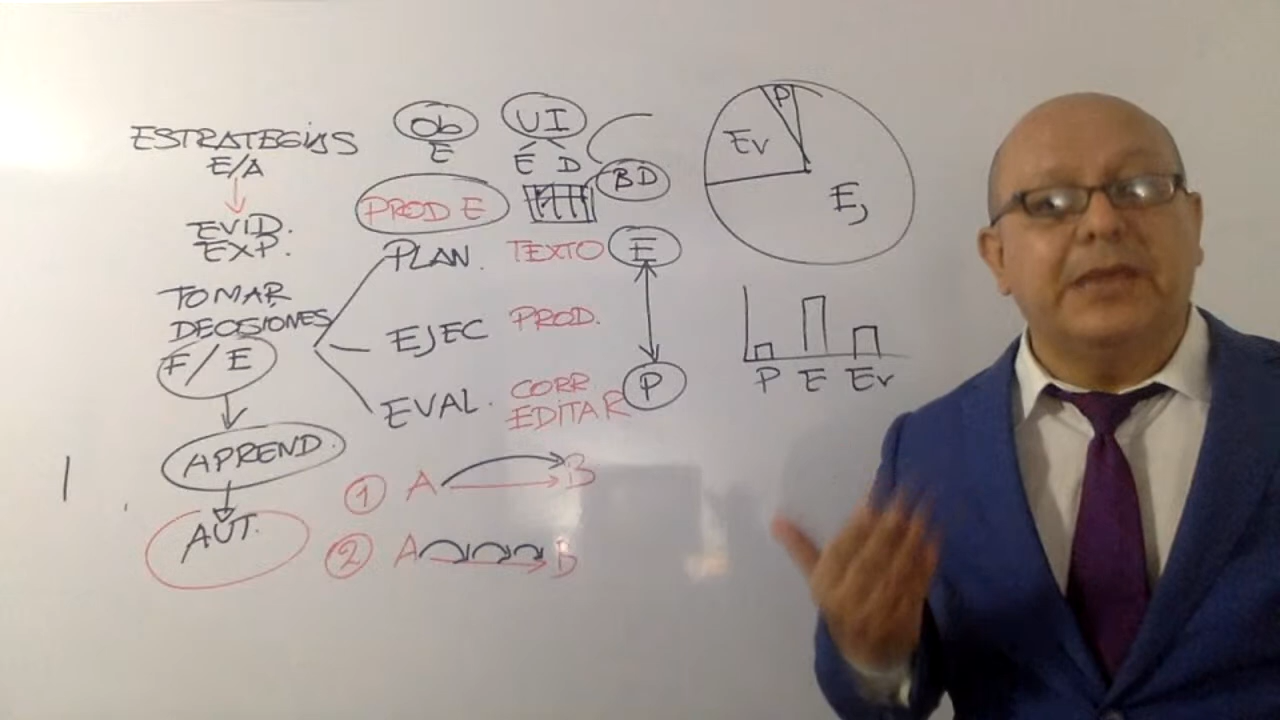 ESTRATEGIAS
E/A
EVID.
EXP.
TOMAR
DECISIONES
F/E
APREND.
AUT.
Ob
E
PROD E
PLAN.
EJEC
EVAL.
UI
E D
BD
TEXTO
PROD.
CORR
EDITAR
E
P
1 A B
2 A B
P
Ev
Ej
P E Ev